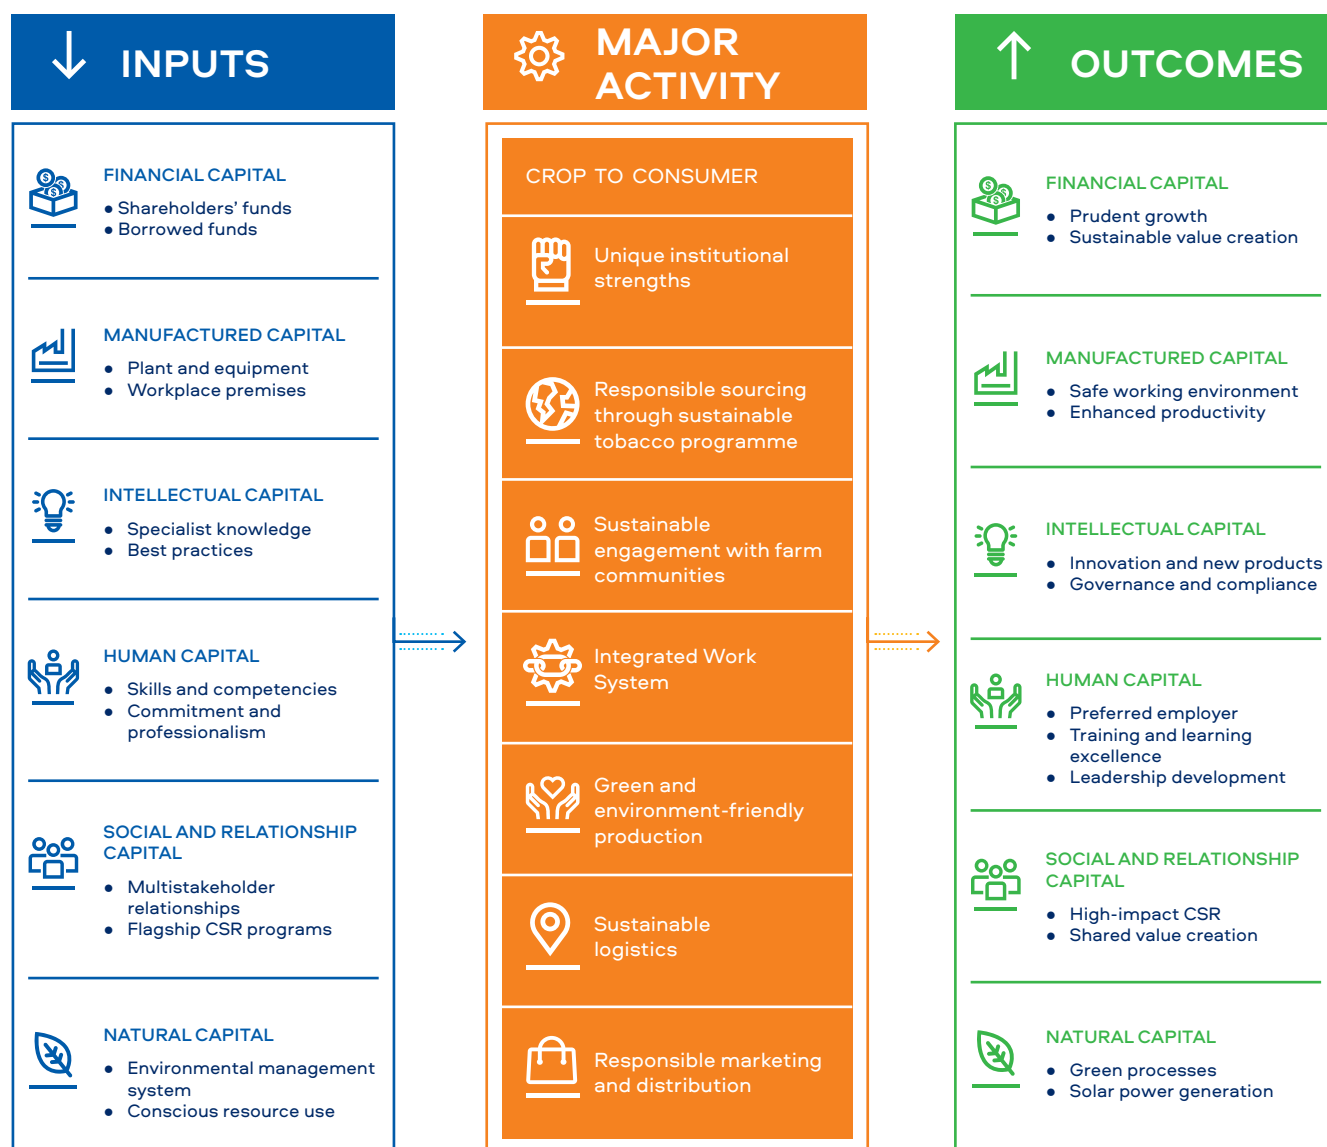 INPUTS
FINANCIAL CAPITAL
● Shareholders' funds
● Borrowed funds
MANUFACTURED CAPITAL
● Plant and equipment
● Workplace premises
INTELLECTUAL CAPITAL
● Specialist knowledge
● Best practices
HUMAN CAPITAL
● Skills and competencies
● Commitment and
professionalism
SOCIAL AND RELATIONSHIP
CAPITAL
● Multistakeholder
relationships
● Flagship CSR programs
NATURAL CAPITAL
● Environmental management
system
● Conscious resource use
MAJOR
ACTIVITY
CROP TO CONSUMER
Unique institutional
strengths
Responsible sourcing
through sustainable
tobacco programme
Sustainable
engagement with farm
communities
Integrated Work
System
Green and
environment-friendly
production
Sustainable
logistics
Responsible marketing
and distribution
OUTCOMES
FINANCIAL CAPITAL
● Prudent growth
● Sustainable value creation
MANUFACTURED CAPITAL
● Safe working environment
● Enhanced productivity
INTELLECTUAL CAPITAL
● Innovation and new products
● Governance and compliance
HUMAN CAPITAL
● Preferred employer
● Training and learning
excellence
● Leadership development
SOCIAL AND RELATIONSHIP
CAPITAL
● High-impact CSR
● Shared value creation
NATURAL CAPITAL
● Green processes
● Solar power generation